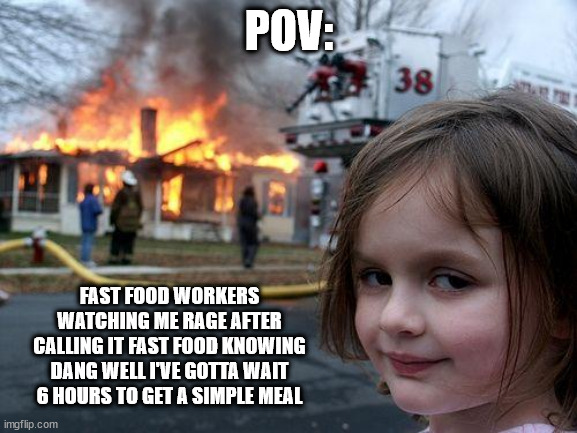 POV:
38
FAST FOOD WORKERS
WATCHING ME RAGE AFTER
CALLING IT FAST FOOD KNOWING
DANG WELL I'VE GOTTA WAIT
6 HOURS TO GET A SIMPLE MEAL
imgflip.com